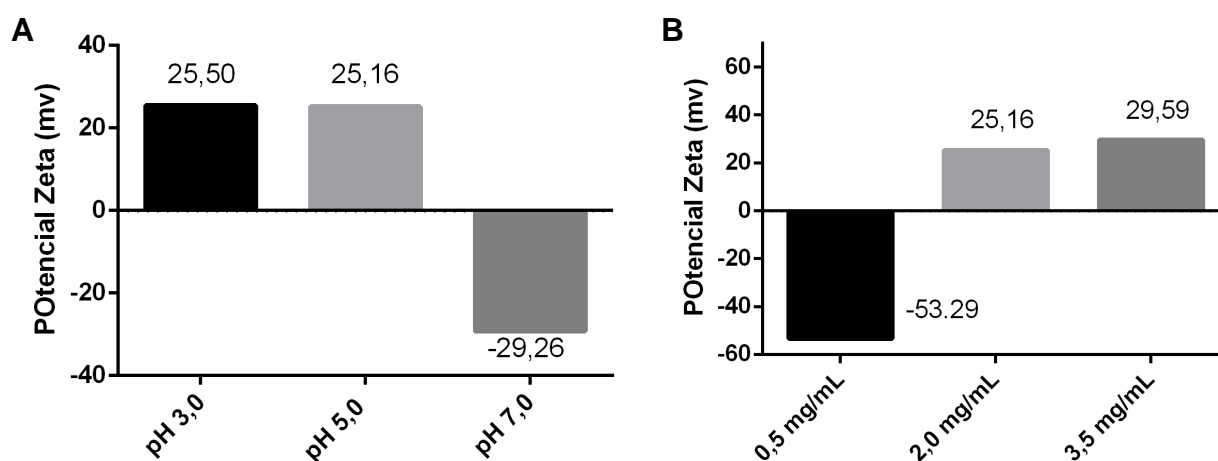 A
POtencial Zeta (mv)
40
20
0
-20
-40
25,50
25,16
-29,26
pH 3,0
pH 5,0
pH 7,0
B
POtencial Zeta (mv)
60
40
20
0
-20
-40
-60
-53.29
25,16
29,59
0,5 mg/mL
2,0 mg/mL
3,5 mg/mL